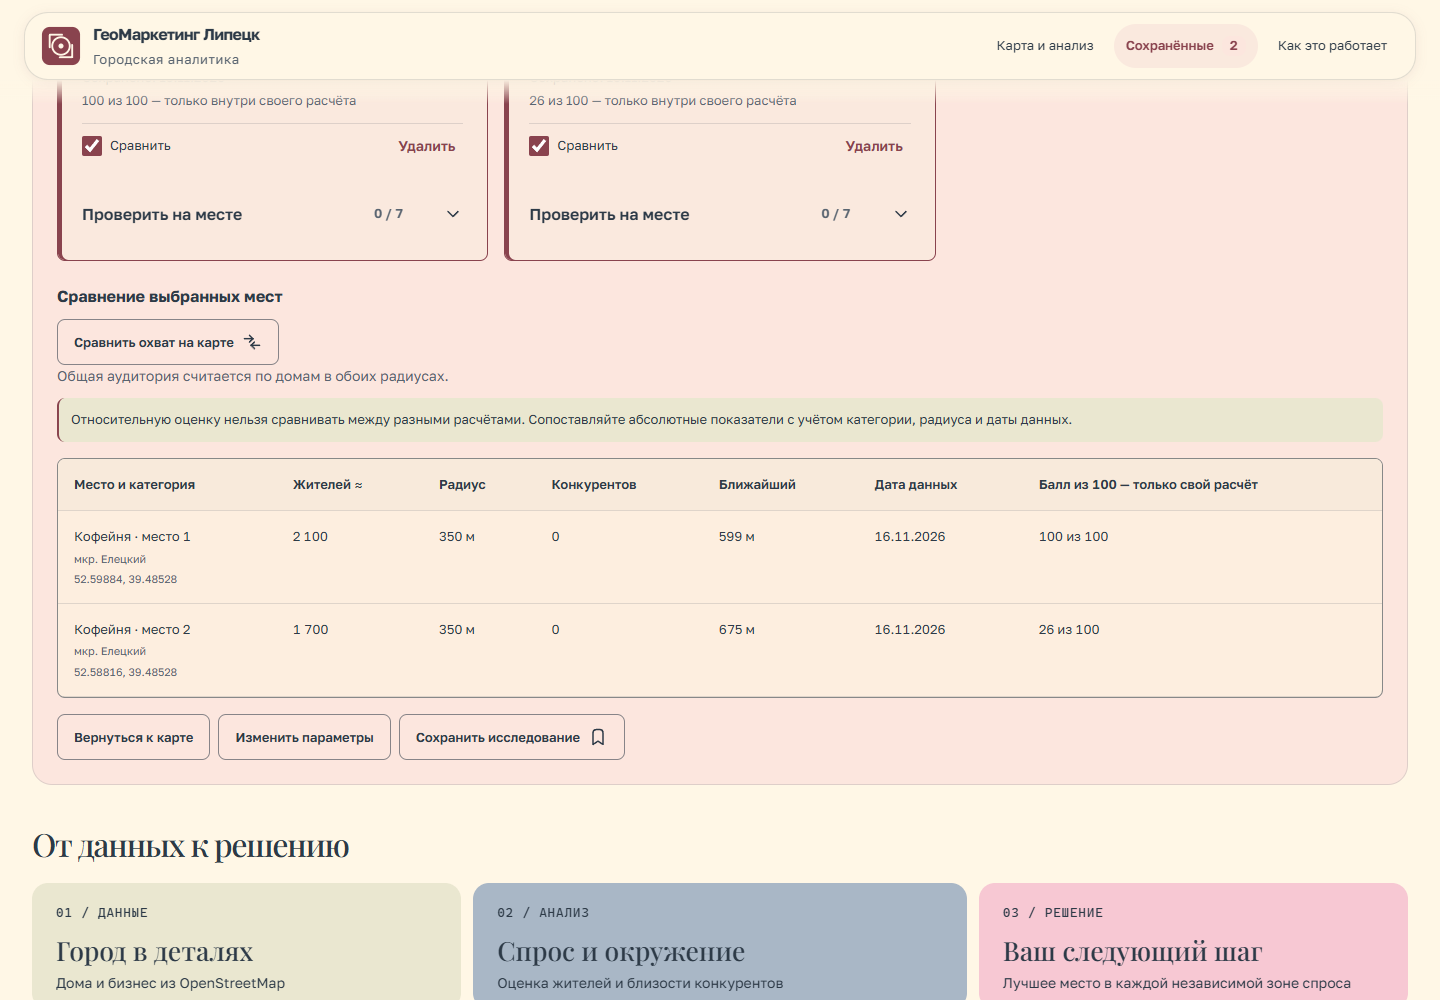 ГеоМаркетинг Липецк
Городская аналитика
Карта и анализ
Сохранённые 2
Как это работает
100 из 100 — только внутри своего расчёта
Сравнить
Удалить
Проверить на месте 0 / 7
26 из 100 — только внутри своего расчёта
Сравнить
Удалить
Проверить на месте 0 / 7
Сравнение выбранных мест
Сравнить охват на карте
Общая аудитория считается по домам в обоих радиусах.
Относительную оценку нельзя сравнивать между разными расчётами. Сопоставляйте абсолютные показатели с учётом категории, радиуса и даты данных.
Место и категория Жителей ≈ Радиус Конкурентов Ближайший Дата данных Балл из 100 — только свой расчёт
Кофейня · место 1 2 100 350 м 0 599 м 16.11.2026 100 из 100
мкр. Елецкий
52.59884, 39.48528
Кофейня · место 2 1 700 350 м 0 675 м 16.11.2026 26 из 100
мкр. Елецкий
52.58816, 39.48528
Вернуться к карте
Изменить параметры
Сохранить исследование
От данных к решению
01 / ДАННЫЕ
Город в деталях
Дома и бизнес из OpenStreetMap
02 / АНАЛИЗ
Спрос и окружение
Оценка жителей и близости конкурентов
03 / РЕШЕНИЕ
Ваш следующий шаг
Лучшее место в каждой независимой зоне спроса